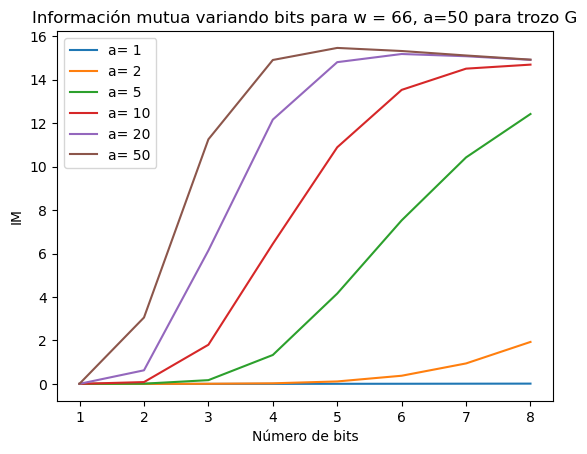 Información mutua variando bits para w = 66, a=50 para trozo G
16
14
12
10
8
6
4
2
0
IM
a= 1
a= 2
a= 5
a= 10
a= 20
a= 50
1 2 3 4 5 6 7 8
Número de bits